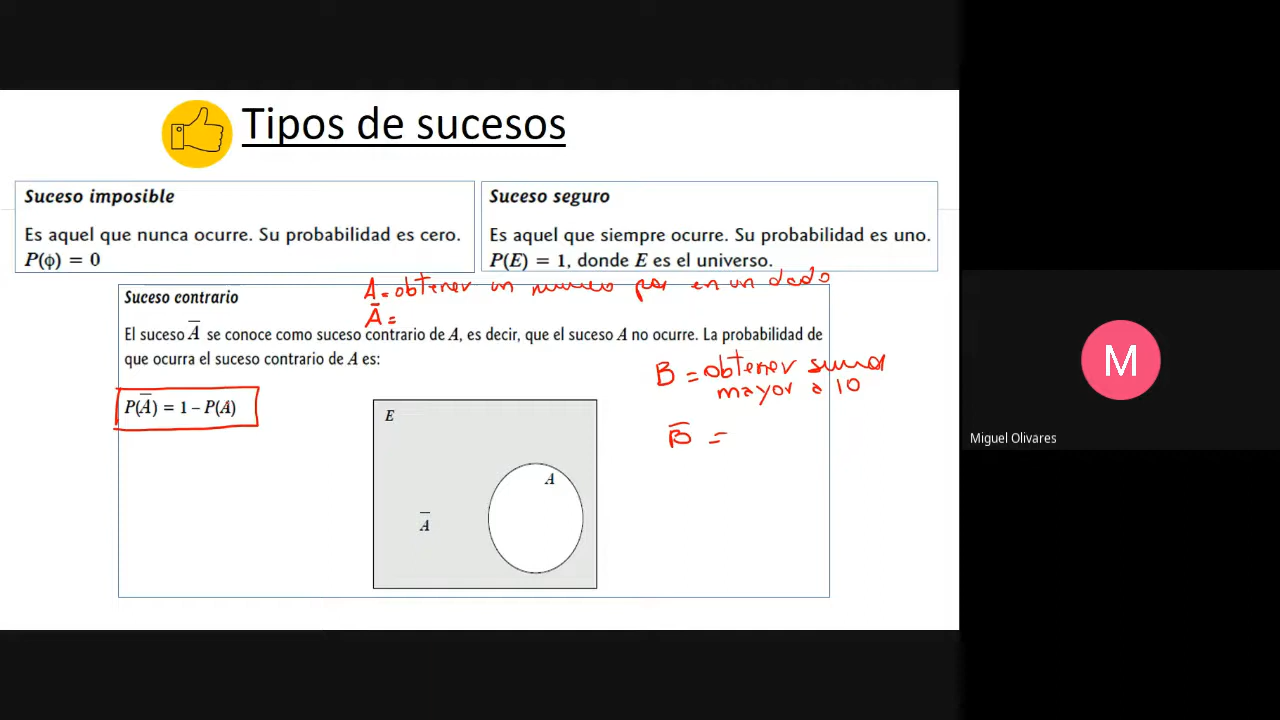 Tipos de sucesos
Suceso imposible
Es aquel que nunca ocurre. Su probabilidad es cero.
P(ϕ) = 0
Suceso seguro
Es aquel que siempre ocurre. Su probabilidad es uno.
P(E) = 1, donde E es el universo.
A = obtener un numero par en un dado
A̅ =
Suceso contrario
El suceso A̅ se conoce como suceso contrario de A, es decir, que el suceso A no ocurre. La probabilidad de
que ocurra el suceso contrario de A es:
P(A̅) = 1 – P(A)
B = obtener suma
mayor a 10
B̅ =
E
A
A̅
M
Miguel Olivares